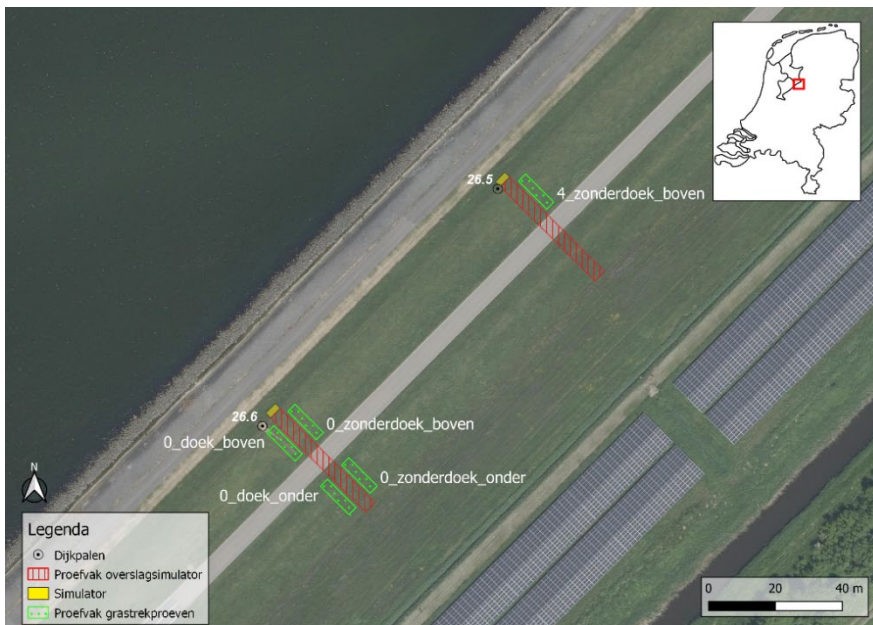 26.5
4_zonderdoek_boven
26.6
0_zonderdoek_boven
0_doek_boven
0_zonderdoek_onder
0_doek_onder
N
Legenda
Dijkpalen
Proefvak overslagsimulator
Simulator
Proefvak grastrekproeven
0 20 40 m